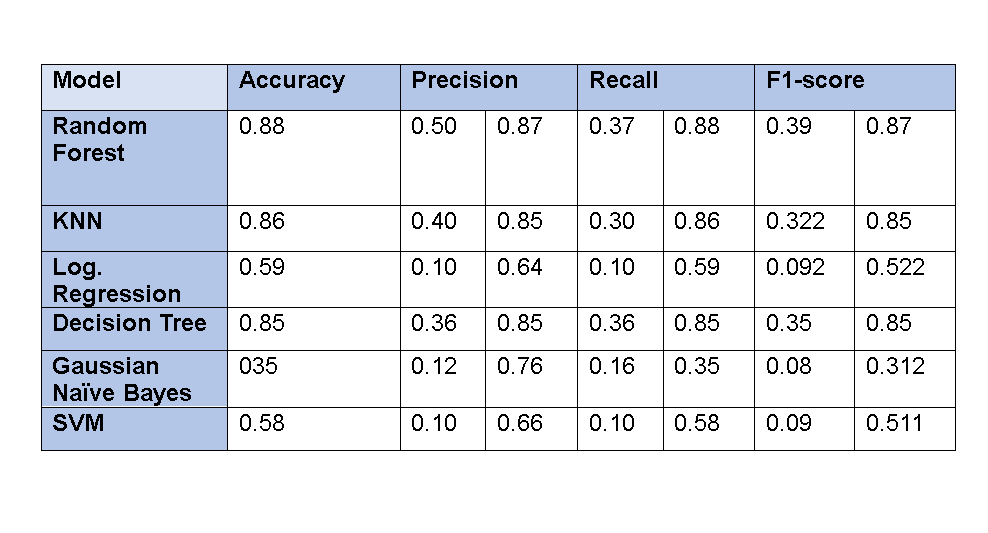 Model Accuracy Precision Recall F1-score
Random 0.88 0.50 0.87 0.37 0.88 0.39 0.87
Forest
KNN 0.86 0.40 0.85 0.30 0.86 0.322 0.85
Log. 0.59 0.10 0.64 0.10 0.59 0.092 0.522
Regression
Decision Tree 0.85 0.36 0.85 0.36 0.85 0.35 0.85
Gaussian 035 0.12 0.76 0.16 0.35 0.08 0.312
Naïve Bayes
SVM 0.58 0.10 0.66 0.10 0.58 0.09 0.511